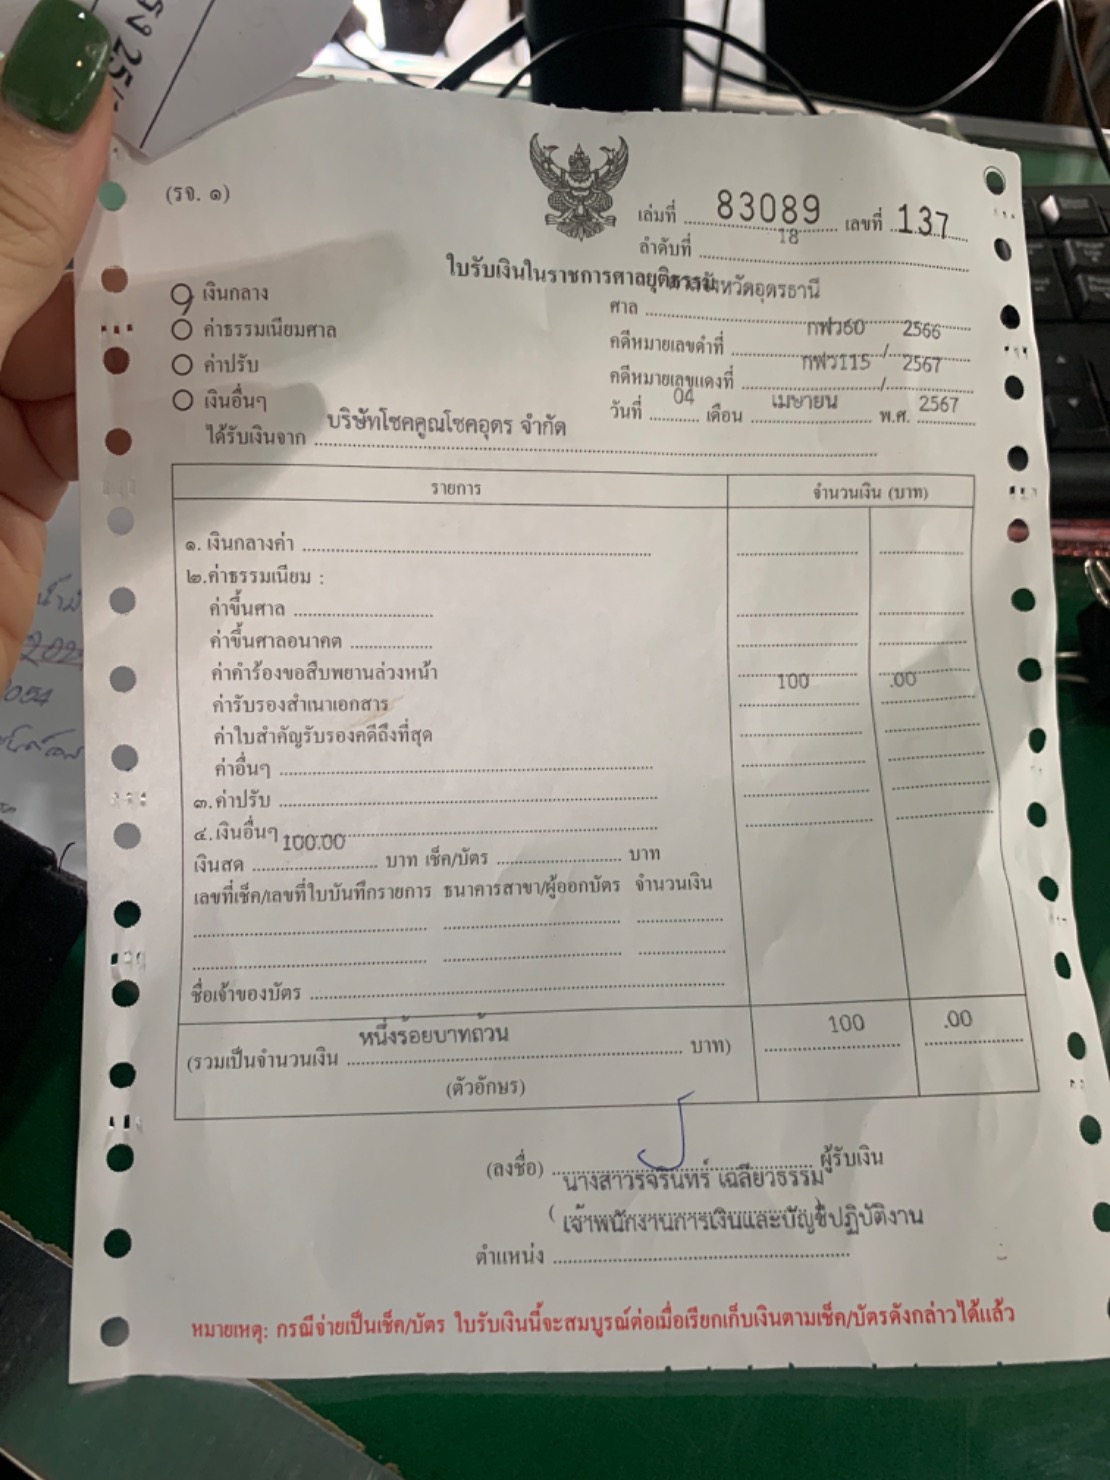 (รจ. ๑)
เล่มที่ 83089 เลขที่ 137
ลำดับที่ 18
ใบรับเงินในราชการศาลยุติธรรม
เงินกลาง
ศาล จังหวัดอุดรธานี
ค่าธรรมเนียมศาล
คดีหมายเลขดำที่ กฟว60 / 2566
ค่าปรับ
คดีหมายเลขแดงที่ กฟว115 / 2567
เงินอื่นๆ
วันที่ 04 เดือน เมษายน พ.ศ. 2567
ได้รับเงินจาก บริษัทโชคคูณโชคอุดร จำกัด
รายการ จำนวนเงิน (บาท)
๑. เงินกลางค่า
๒.ค่าธรรมเนียม :
ค่าขึ้นศาล
ค่าขึ้นศาลอนาคต
ค่าคำร้องขอสืบพยานล่วงหน้า
ค่ารับรองสำเนาเอกสาร 100 .00
ค่าใบสำคัญรับรองคดีถึงที่สุด
ค่าอื่นๆ
๓.ค่าปรับ
๔.เงินอื่นๆ
เงินสด 100.00 บาท เช็ค/บัตร บาท
เลขที่เช็ค/เลขที่ใบบันทึกรายการ ธนาคารสาขา/ผู้ออกบัตร จำนวนเงิน
ชื่อเจ้าของบัตร
(รวมเป็นจำนวนเงิน หนึ่งร้อยบาทถ้วน บาท) 100 .00
(ตัวอักษร)
(ลงชื่อ) ผู้รับเงิน
นางสาวรจรินทร์ เฉลียวธรรม
( เจ้าพนักงานการเงินและบัญชีปฏิบัติงาน )
ตำแหน่ง
หมายเหตุ: กรณีจ่ายเป็นเช็ค/บัตร ใบรับเงินนี้จะสมบูรณ์ต่อเมื่อเรียกเก็บเงินตามเช็ค/บัตรดังกล่าวได้แล้ว